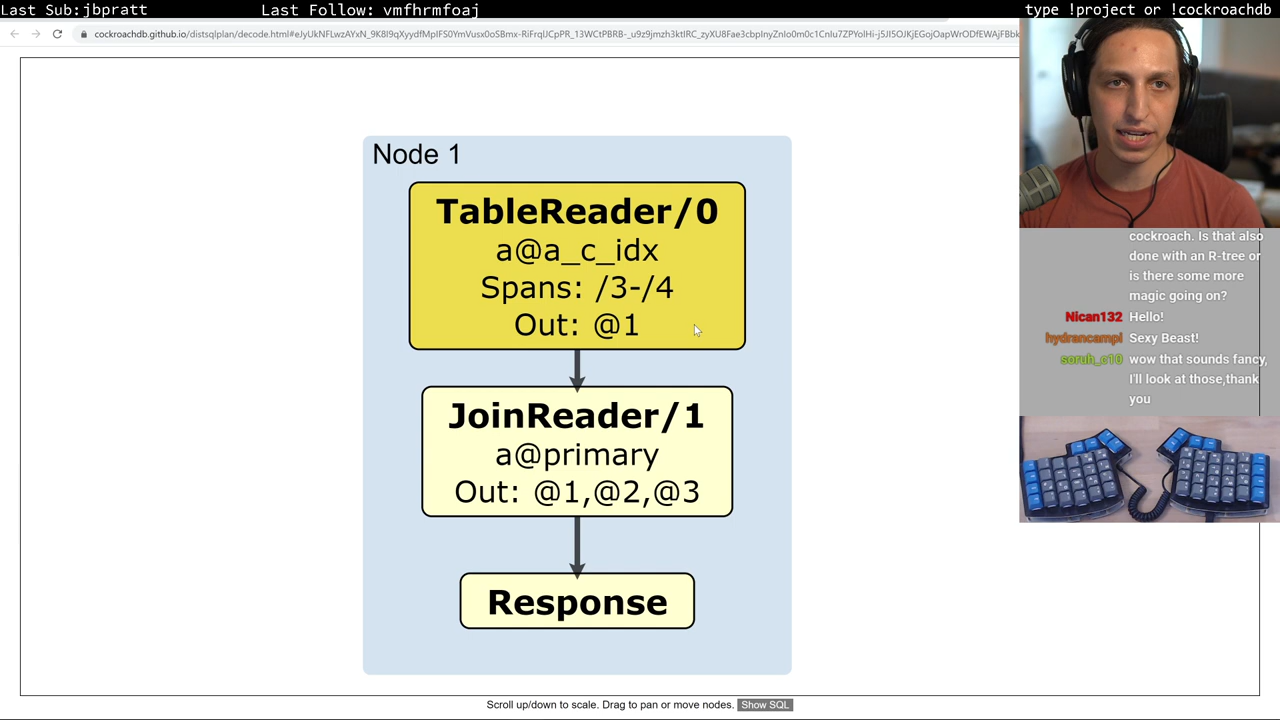 Last Sub:jbpratt
Last Follow: vmfhrmfoaj
type !project or !cockroachdb
Node 1
TableReader/0
a@a_c_idx
Spans: /3-/4
Out: @1
JoinReader/1
a@primary
Out: @1,@2,@3
Response
Scroll up/down to scale. Drag to pan or move nodes. Show SQL
cockroach. Is that also
done with an R-tree or
is there some more
magic going on?
Nican132 Hello!
hydrancampi Sexy Beast!
soruh_c10 wow that sounds fancy,
I'll look at those,thank
you